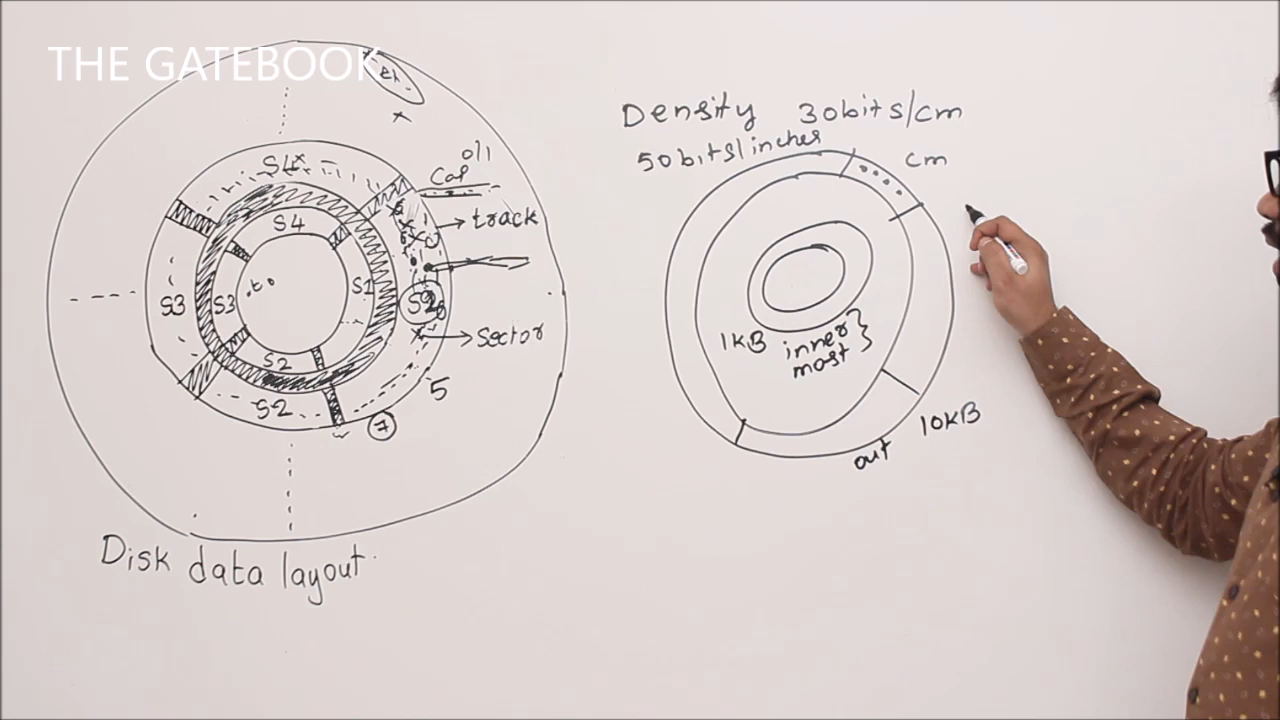 THE GATEBOOK
S4
S4
S3
S3
S1
S2
S2
011
track
Sector
5
7
Disk data layout.
Density 30bits/cm
50bits/inches
cm
1KB inner
most
10KB
out